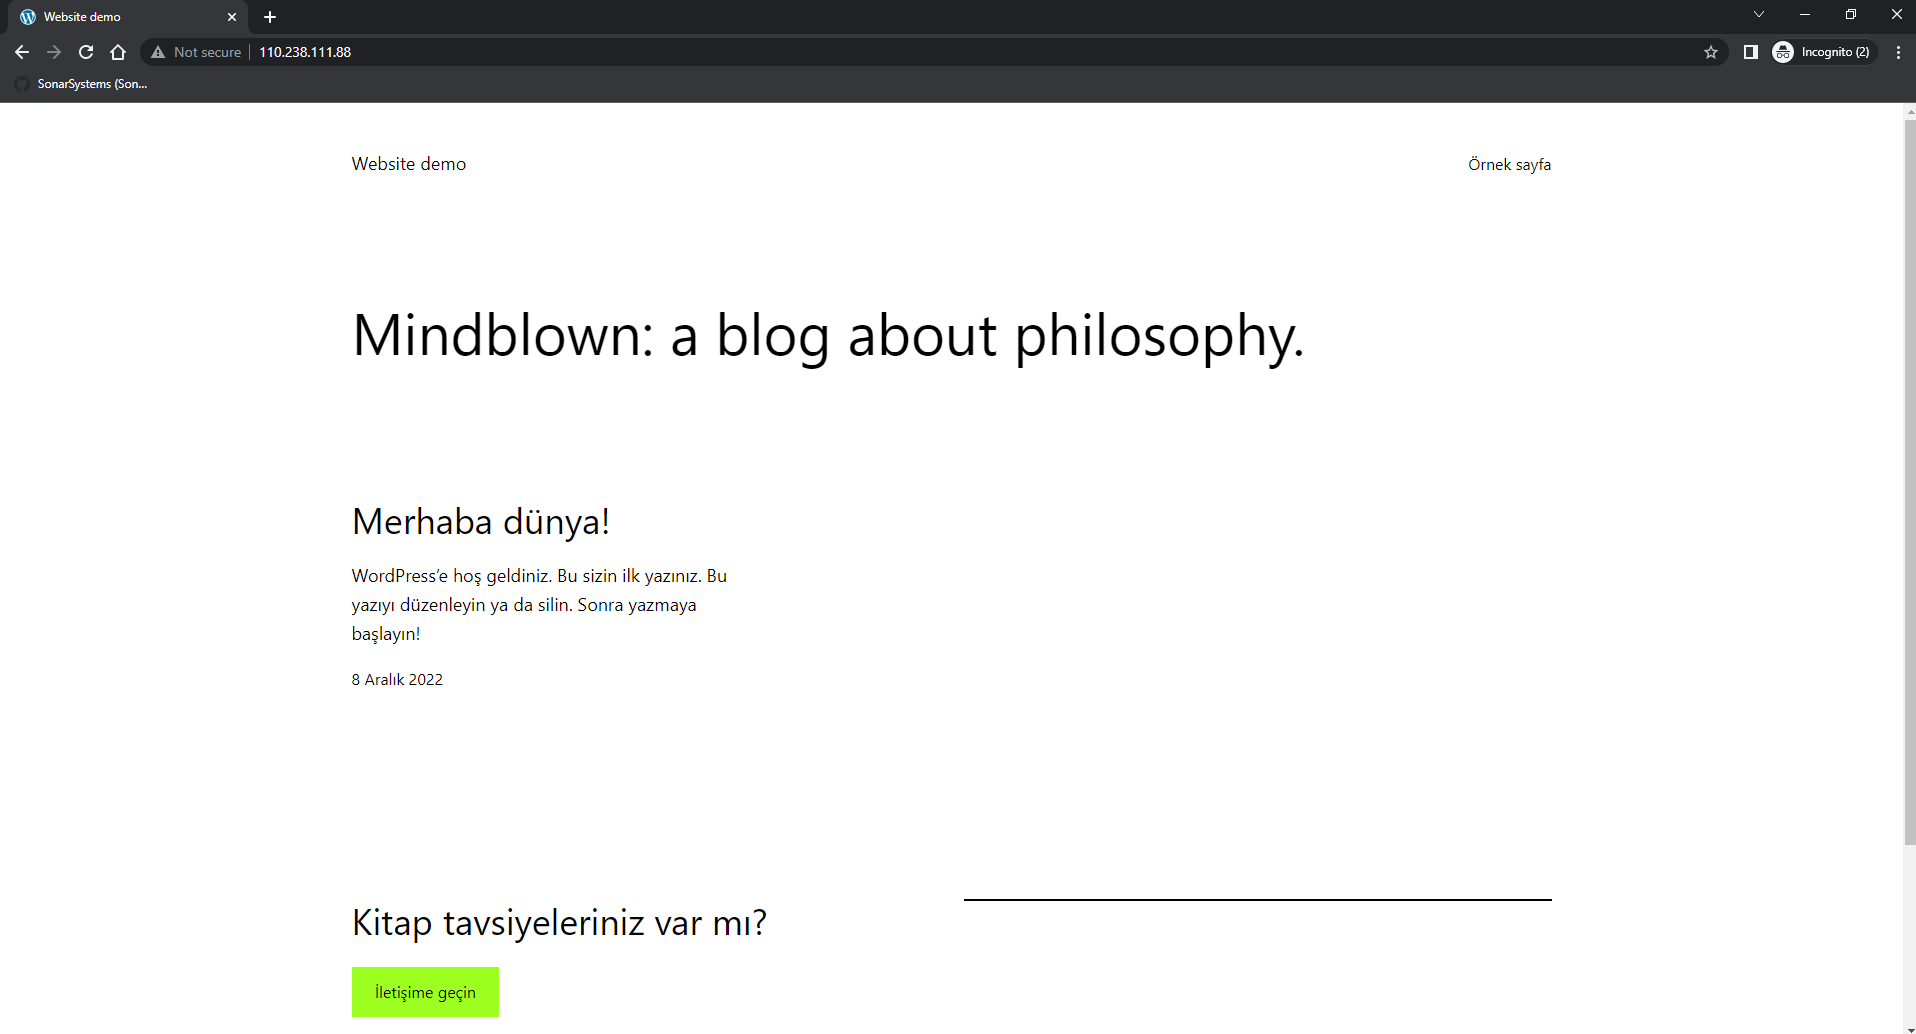 Website demo
Not secure 110.238.111.88
Incognito (2)
SonarSystems (Son...
Website demo
Örnek sayfa
Mindblown: a blog about philosophy.
Merhaba dünya!
WordPress’e hoş geldiniz. Bu sizin ilk yazınız. Bu
yazıyı düzenleyin ya da silin. Sonra yazmaya
başlayın!
8 Aralık 2022
Kitap tavsiyeleriniz var mı?
İletişime geçin